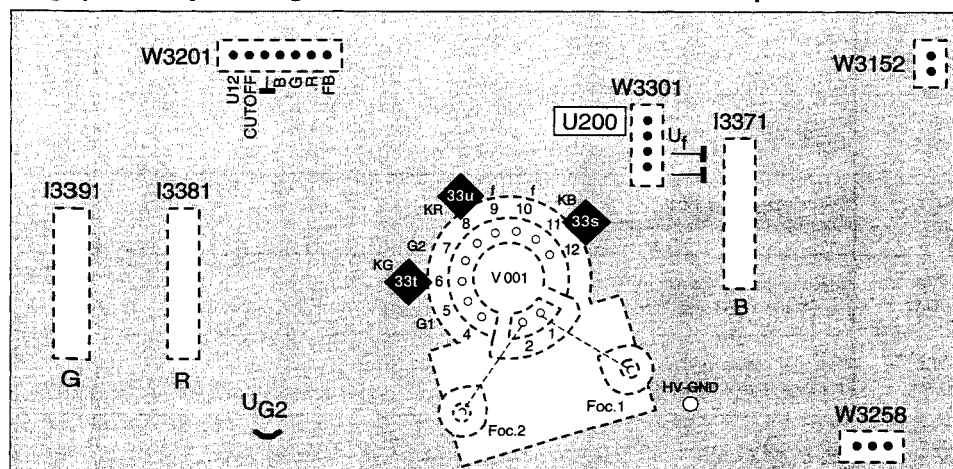 W3201
U12
CUTOFF
B
G
R
FB
W3152
W3301
U200
Uf
I3371
I3391
I3381
33u
f
f
KB
33s
KR
9
10
11
8
12
G2
7
KG
33t
6
V 001
5
G1
4
2
1
B
G
R
UG2
Foc.2
Foc.1
HV-GND
W3258